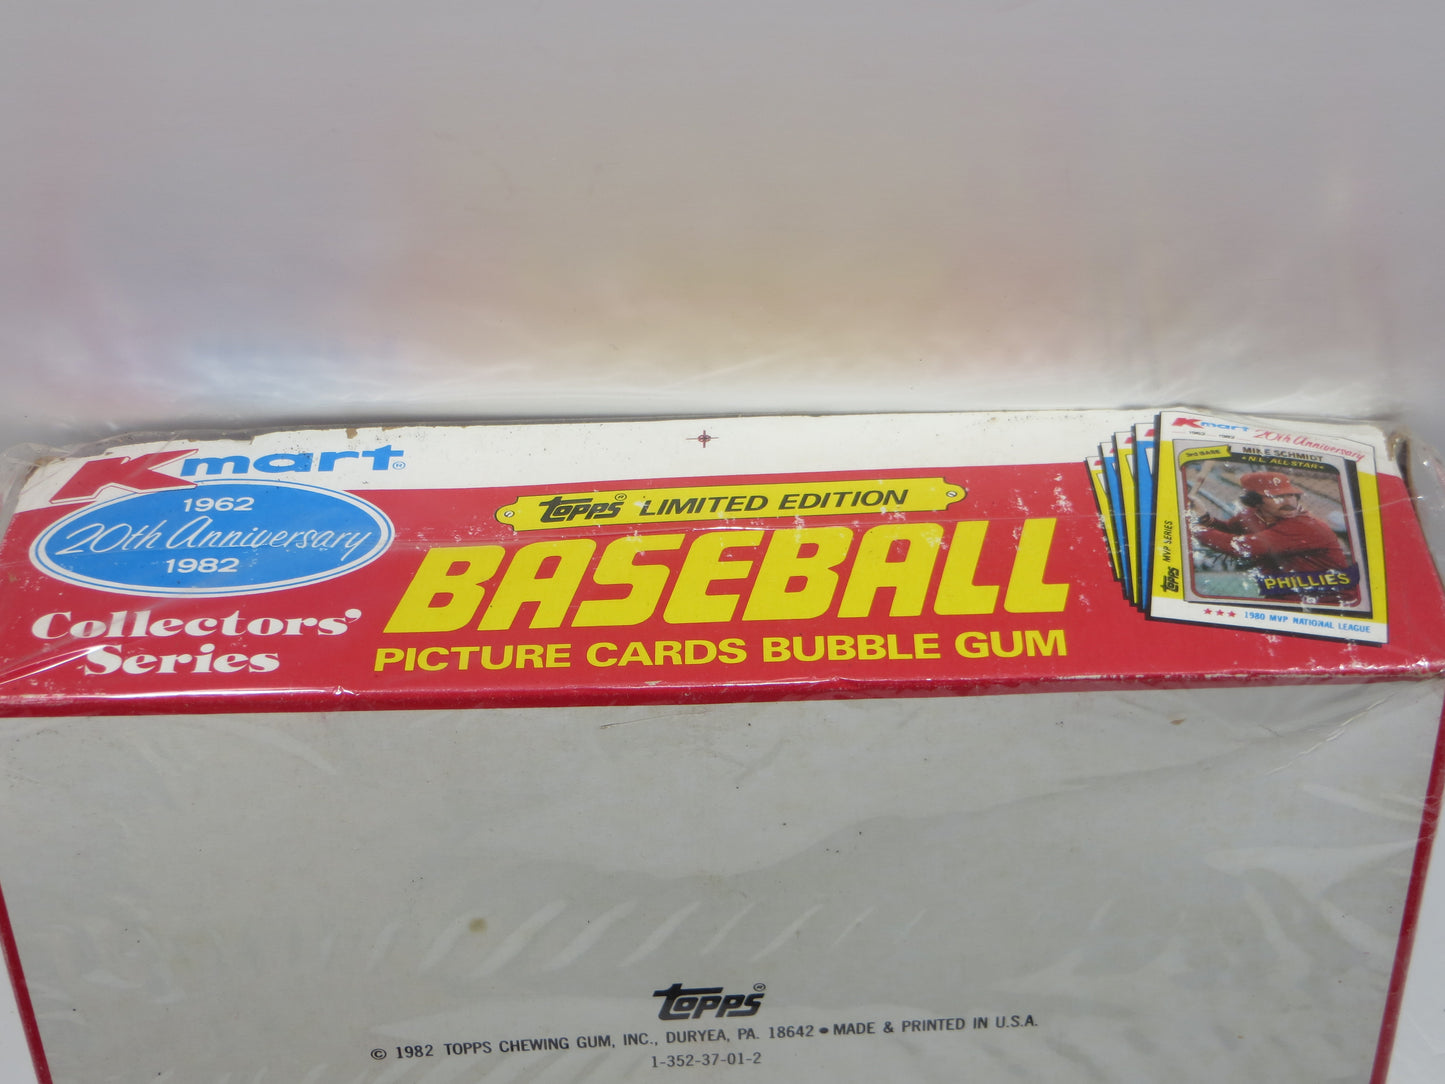 Kmart®
1962
20th Anniversary
1982
Collectors'
Series
Topps® LIMITED EDITION
BASEBALL
PICTURE CARDS BUBBLE GUM
Kmart 20th Anniversary
1962 1982
3rd BASE MIKE SCHMIDT
★ N.L. ALL-STAR ★
Topps MVP SERIES
PHILLIES
★★★ 1980 MVP NATIONAL LEAGUE
Topps®
© 1982 TOPPS CHEWING GUM, INC., DURYEA, PA. 18642 • MADE & PRINTED IN U.S.A.
1-352-37-01-2